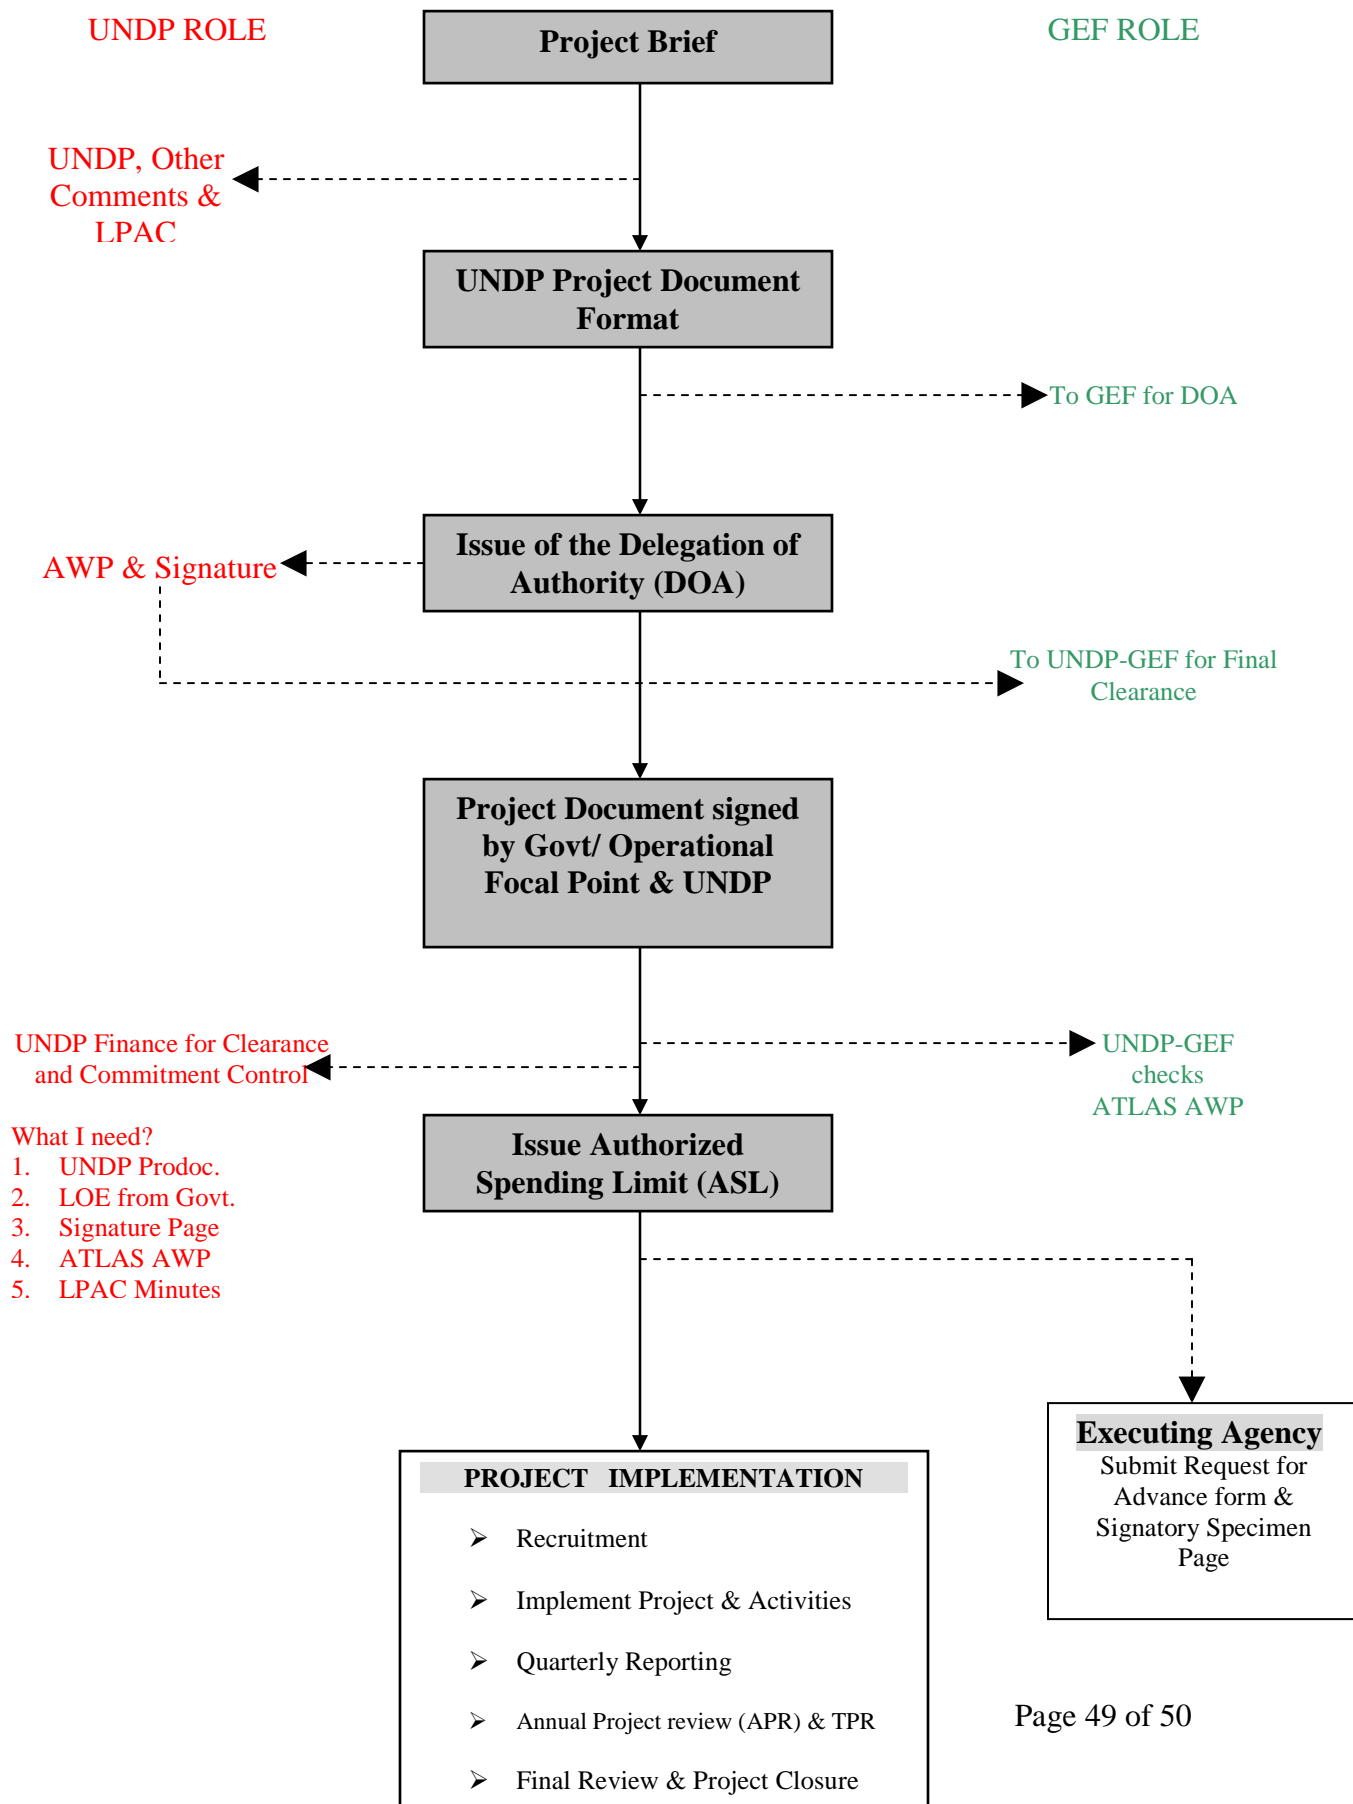 UNDP ROLE
Project Brief
GEF ROLE
UNDP, Other
Comments &
LPAC
UNDP Project Document
Format
To GEF for DOA
Issue of the Delegation of
Authority (DOA)
AWP & Signature
To UNDP-GEF for Final
Clearance
Project Document signed
by Govt/ Operational
Focal Point & UNDP
UNDP Finance for Clearance
and Commitment Control
UNDP-GEF
checks
ATLAS AWP
What I need?
1. UNDP Prodoc.
2. LOE from Govt.
3. Signature Page
4. ATLAS AWP
5. LPAC Minutes
Issue Authorized
Spending Limit (ASL)
Executing Agency
Submit Request for
Advance form &
Signatory Specimen
Page
PROJECT IMPLEMENTATION
➢ Recruitment
➢ Implement Project & Activities
➢ Quarterly Reporting
➢ Annual Project review (APR) & TPR
➢ Final Review & Project Closure
Page 49 of 50